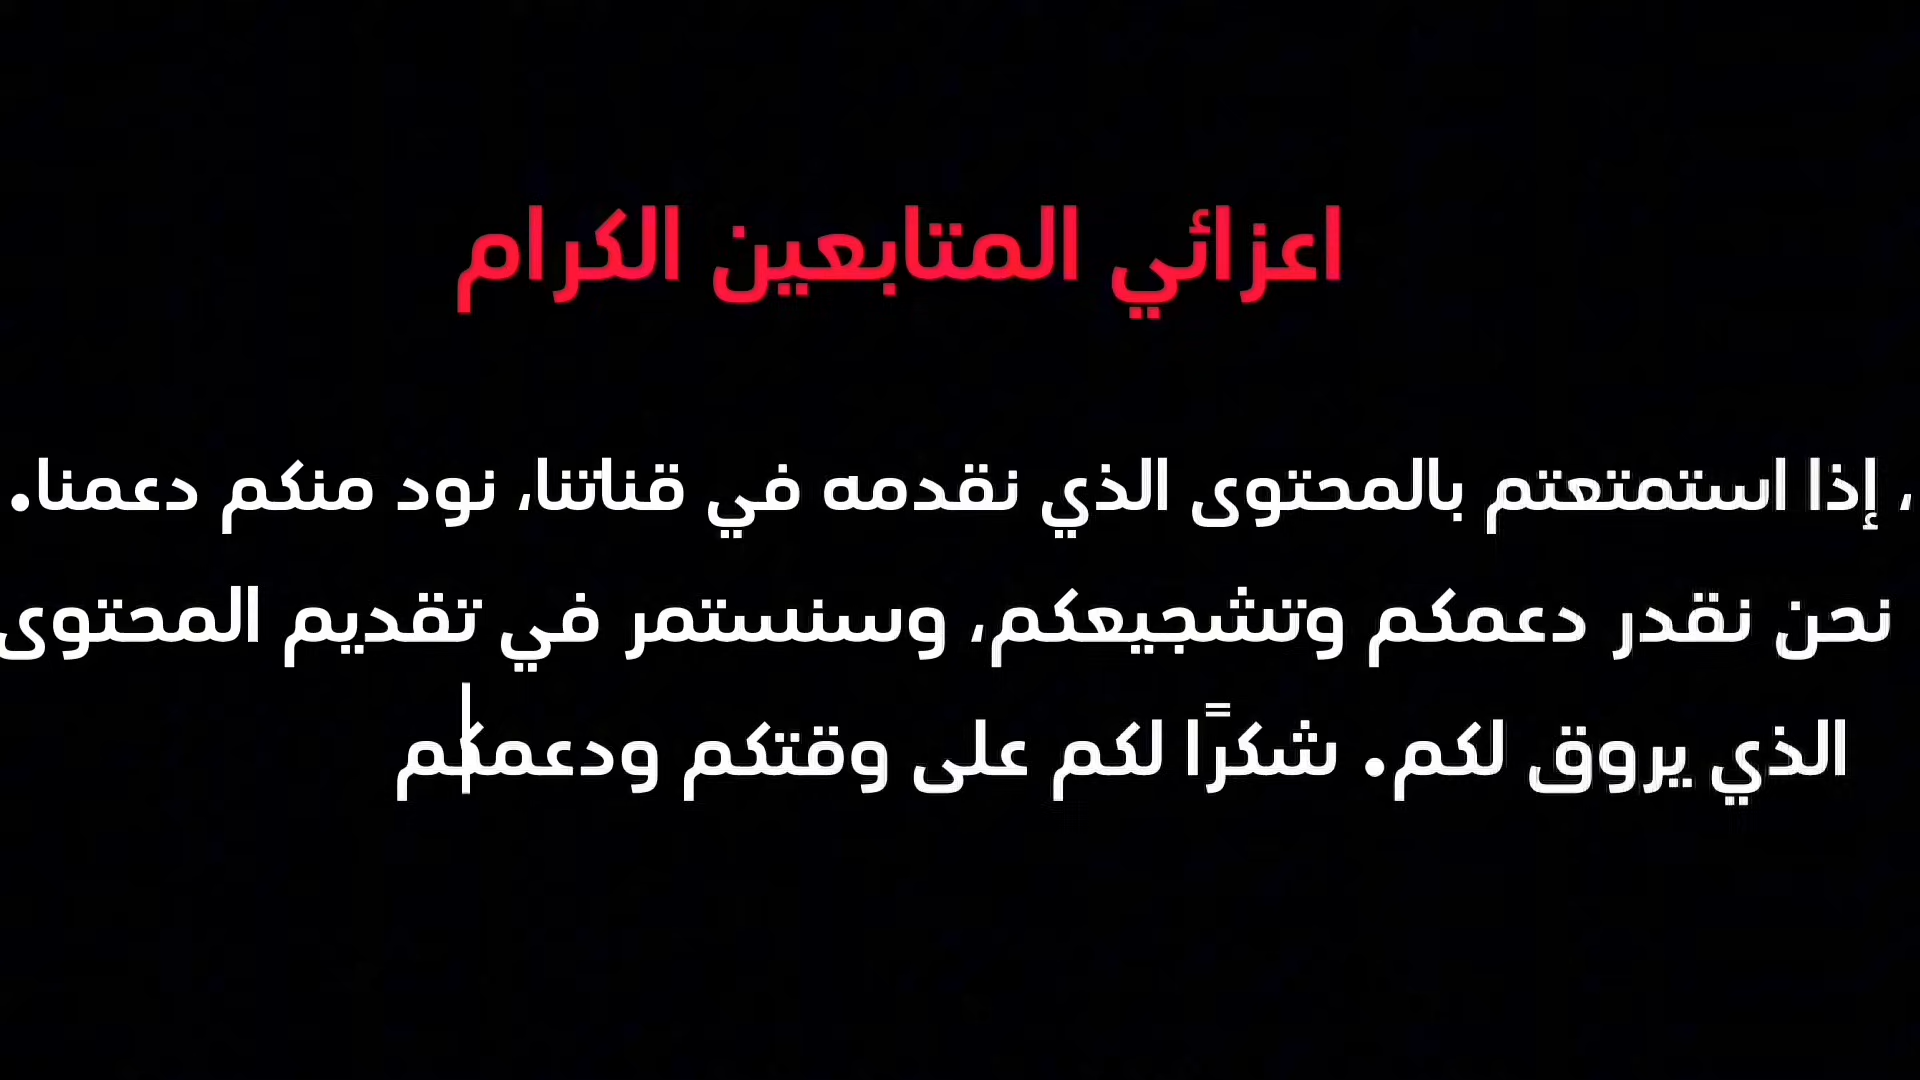 اعزائي المتابعين الكرام
، إذا استمتعتم بالمحتوى الذي نقدمه في قناتنا، نود منكم دعمنا.
نحن نقدر دعمكم وتشجيعكم، وسنستمر في تقديم المحتوى
الذي يروق لكم. شكرًا لكم على وقتكم ودعمكم